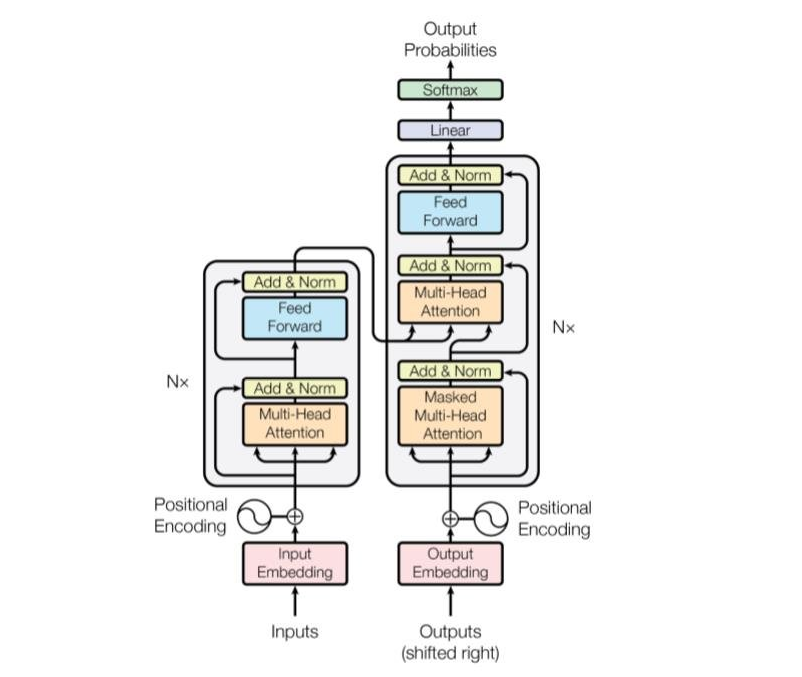 Output
Probabilities
Softmax
Linear
Add & Norm
Feed
Forward
Add & Norm
Multi-Head
Attention
Add & Norm
Masked
Multi-Head
Attention
Nx
Add & Norm
Feed
Forward
Add & Norm
Multi-Head
Attention
Nx
Positional
Encoding
Positional
Encoding
Input
Embedding
Output
Embedding
Inputs
Outputs
(shifted right)